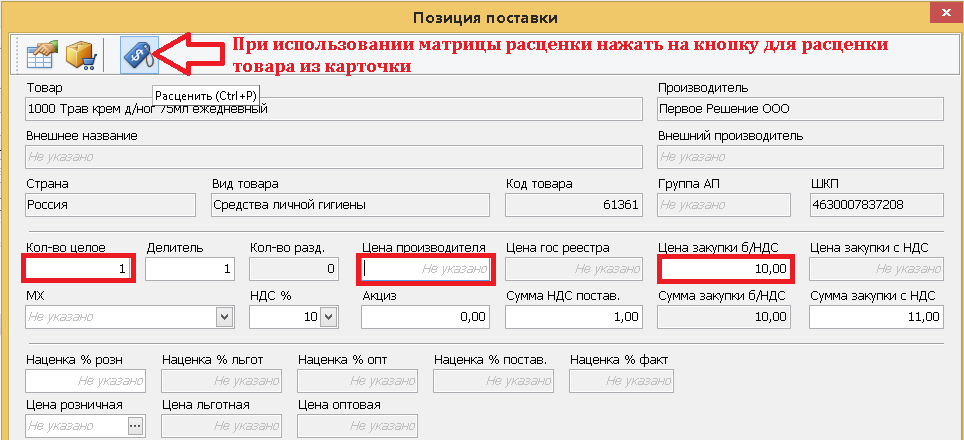 Позиция поставки
При использовании матрицы расценки нажать на кнопку для расценки
товара из карточки
Расценить (Ctrl+P)
Товар Производитель
1000 Трав крем д/ног 75мл ежедневный Первое Решение ООО
Внешнее название Внешний производитель
Не указано Не указано
Страна Вид товара Код товара Группа АП ШКП
Россия Средства личной гигиены 61361 Не указано 4630007837208
Кол-во целое Делитель Кол-во разд. Цена производителя Цена гос реестра Цена закупки б/НДС Цена закупки с НДС
1 1 0 Не указано Не указано 10,00 Не указано
МХ НДС % Акциз Сумма НДС постав. Сумма закупки б/НДС Сумма закупки с НДС
Не указано 10 0,00 1,00 10,00 11,00
Наценка % розн Наценка % льгот Наценка % опт Наценка % постав. Наценка % факт
Не указано Не указано Не указано Не указано Не указано
Цена розничная Цена льготная Цена оптовая
Не указано ... Не указано Не указано